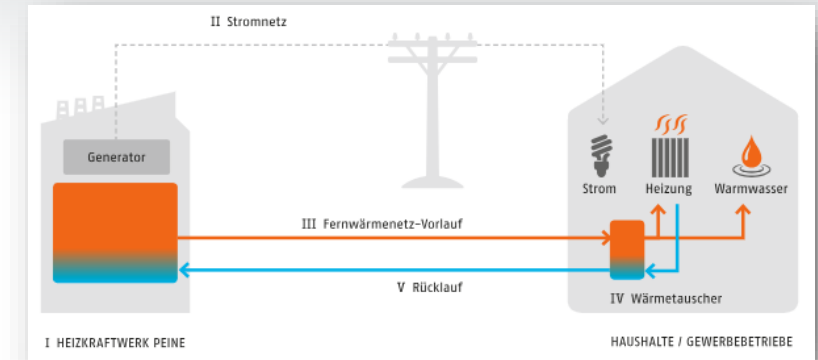 II Stromnetz
Generator
Strom
Heizung
Warmwasser
III Fernwärmenetz-Vorlauf
V Rücklauf
IV Wärmetauscher
I HEIZKRAFTWERK PEINE
HAUSHALTE / GEWERBEBETRIEBE